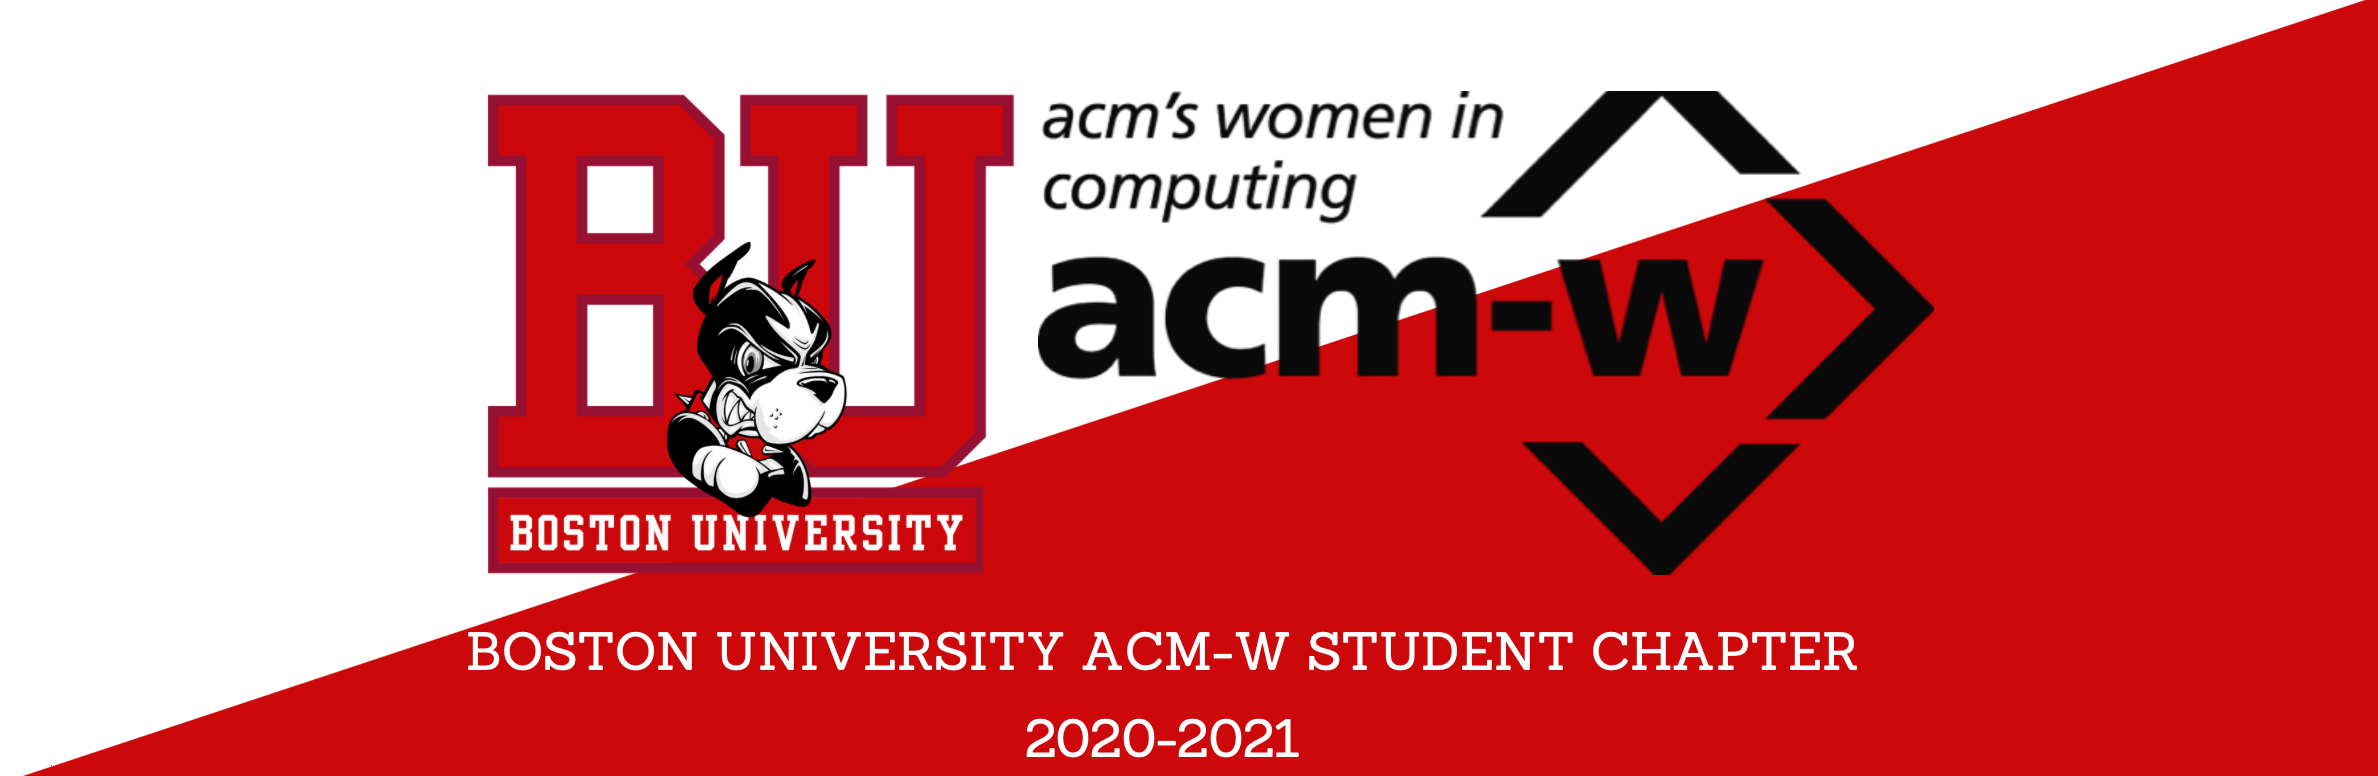 BU
BOSTON UNIVERSITY
acm's women in
computing
acm-w
BOSTON UNIVERSITY ACM-W STUDENT CHAPTER
2020-2021